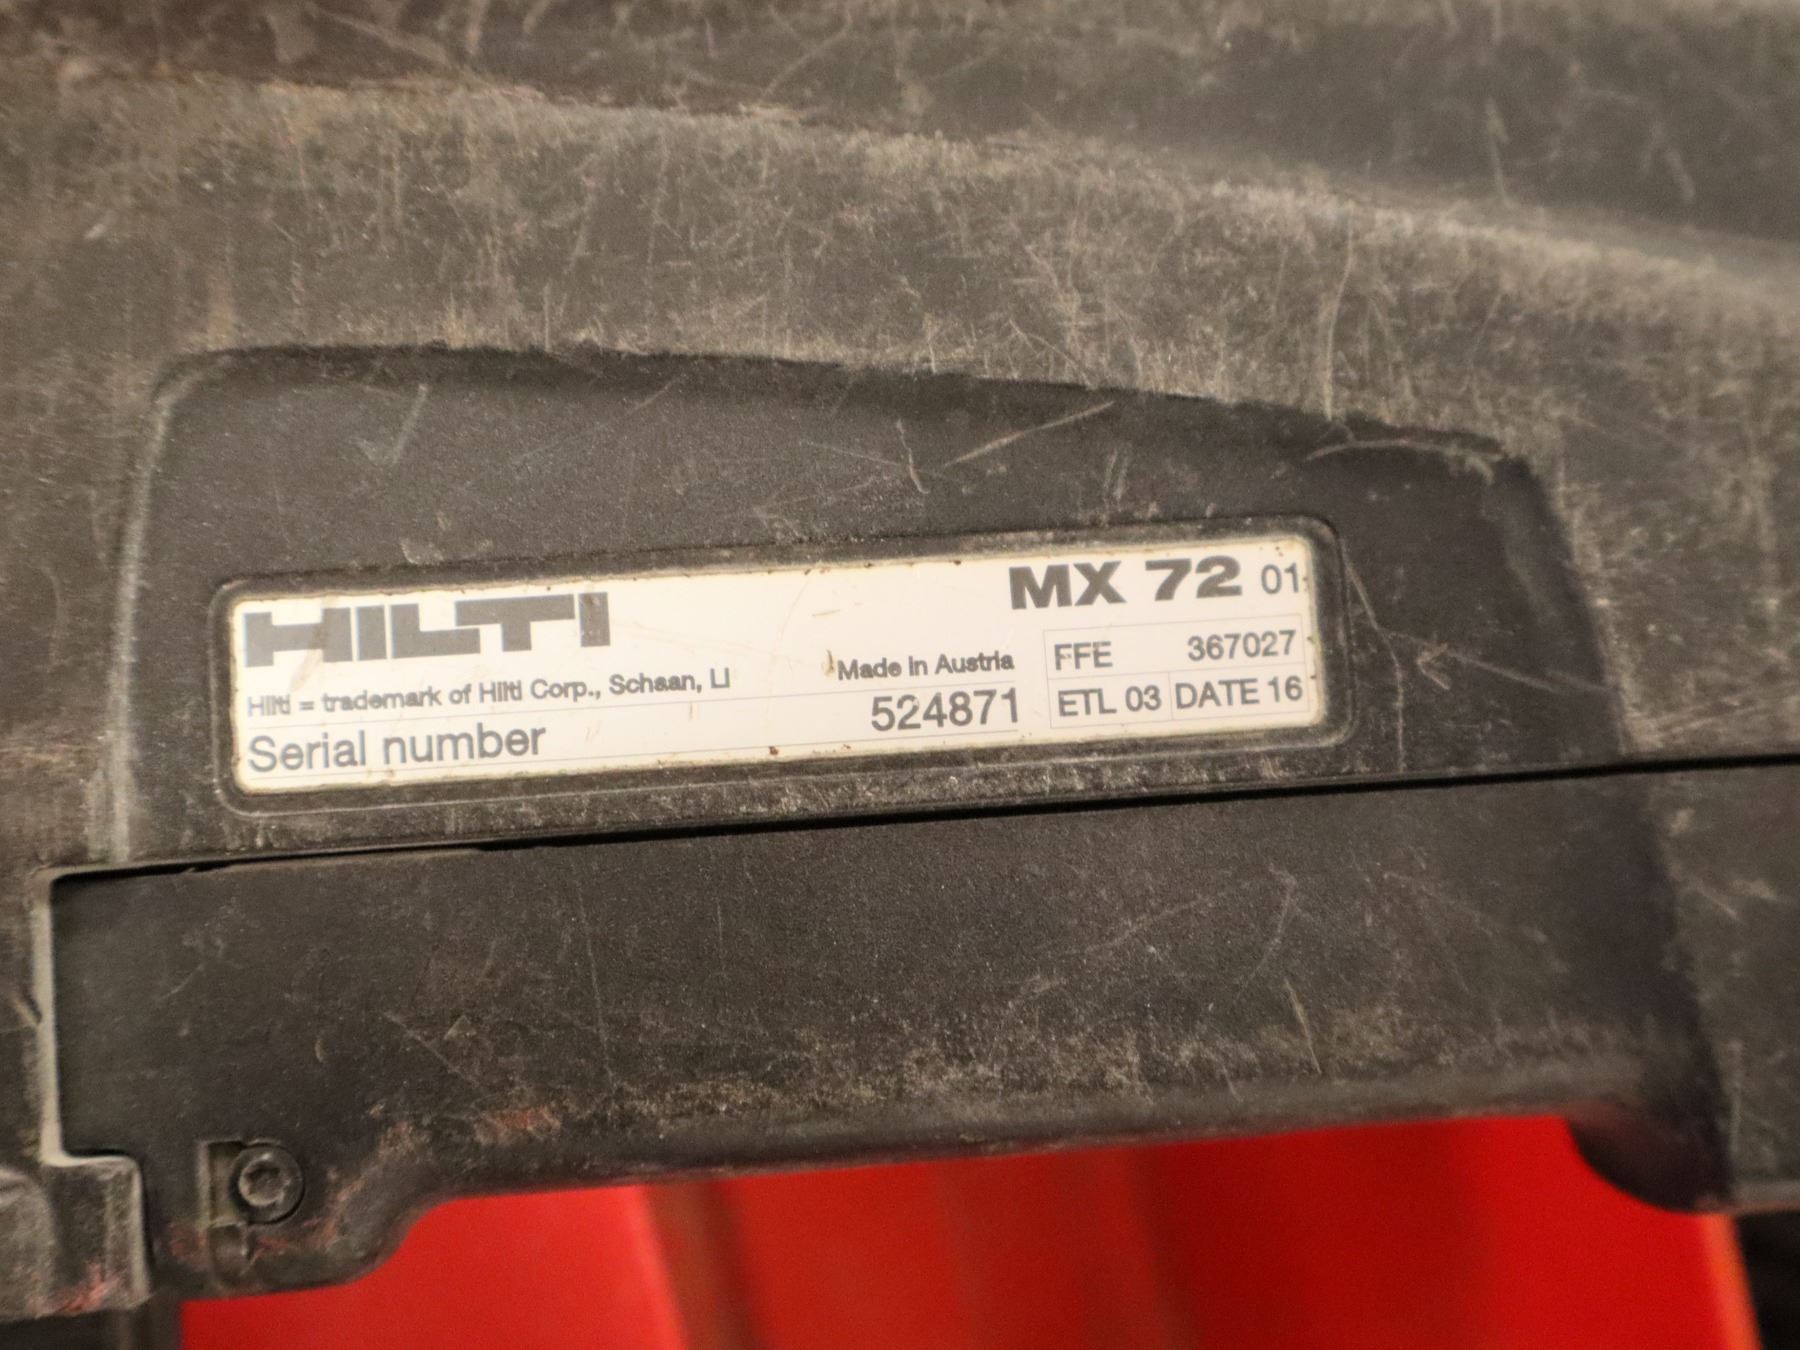 HILTI
MX 72 01
Hilti = trademark of Hilti Corp., Schaan, LI
Made in Austria
Serial number 524871
FFE 367027
ETL 03 DATE 16